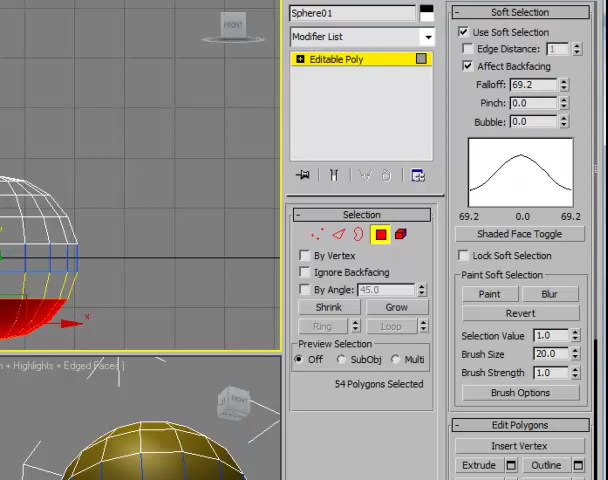 FRONT
n + Highlights + Edged Faces ]
FRONT
x
y
Sphere01
Modifier List
Editable Poly
Selection
By Vertex
Ignore Backfacing
By Angle: 45.0
Shrink Grow
Ring Loop
Preview Selection
Off SubObj Multi
54 Polygons Selected
Soft Selection
Use Soft Selection
Edge Distance: 1
Affect Backfacing
Falloff: 69.2
Pinch: 0.0
Bubble: 0.0
69.2 0.0 69.2
Shaded Face Toggle
Lock Soft Selection
Paint Soft Selection
Paint Blur
Revert
Selection Value 1.0
Brush Size 20.0
Brush Strength 1.0
Brush Options
Edit Polygons
Insert Vertex
Extrude Outline